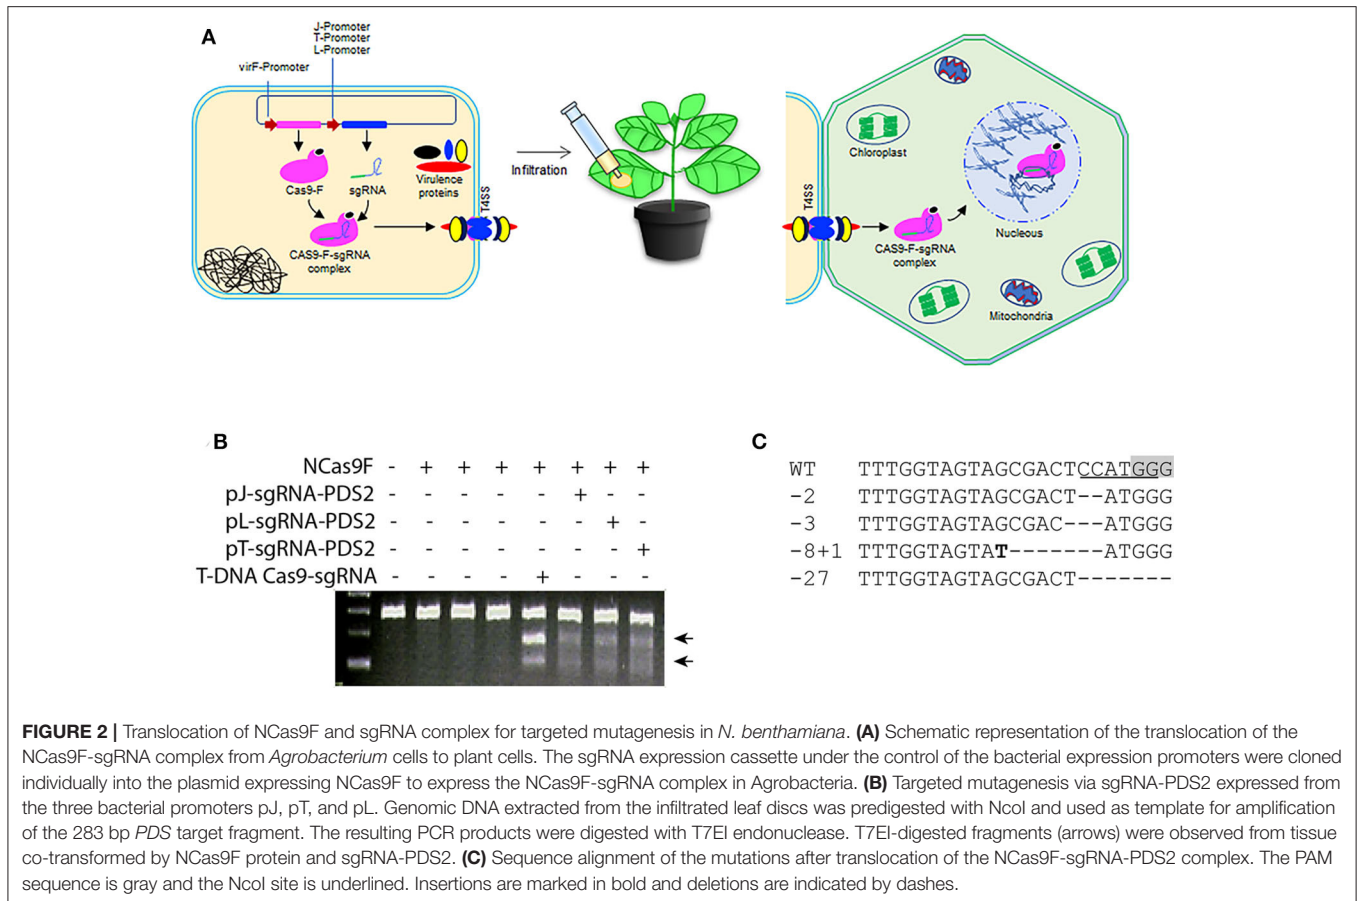 A
J-Promoter
T-Promoter
L-Promoter
virF-Promoter
Cas9-F
sgRNA
Virulence
proteins
T4SS
CAS9-F-sgRNA
complex
Infiltration
Chloroplast
T4SS
CAS9-F-sgRNA
complex
Nucleous
Mitochondria
B
NCas9F - + + + + + + +
pJ-sgRNA-PDS2 - - - - - + - -
pL-sgRNA-PDS2 - - - - - - + -
pT-sgRNA-PDS2 - - - - - - - +
T-DNA Cas9-sgRNA - - - - + - - -
C
WT TTTGGTAGTAGCGACTCCATGGG
-2 TTTGGTAGTAGCGACT--ATGGG
-3 TTTGGTAGTAGCGAC---ATGGG
-8+1 TTTGGTAGTAT-------ATGGG
-27 TTTGGTAGTAGCGACT-------
FIGURE 2 | Translocation of NCas9F and sgRNA complex for targeted mutagenesis in N. benthamiana. (A) Schematic representation of the translocation of the
NCas9F-sgRNA complex from Agrobacterium cells to plant cells. The sgRNA expression cassette under the control of the bacterial expression promoters were cloned
individually into the plasmid expressing NCas9F to express the NCas9F-sgRNA complex in Agrobacteria. (B) Targeted mutagenesis via sgRNA-PDS2 expressed from
the three bacterial promoters pJ, pT, and pL. Genomic DNA extracted from the infiltrated leaf discs was predigested with NcoI and used as template for amplification
of the 283 bp PDS target fragment. The resulting PCR products were digested with T7EI endonuclease. T7EI-digested fragments (arrows) were observed from tissue
co-transformed by NCas9F protein and sgRNA-PDS2. (C) Sequence alignment of the mutations after translocation of the NCas9F-sgRNA-PDS2 complex. The PAM
sequence is gray and the NcoI site is underlined. Insertions are marked in bold and deletions are indicated by dashes.